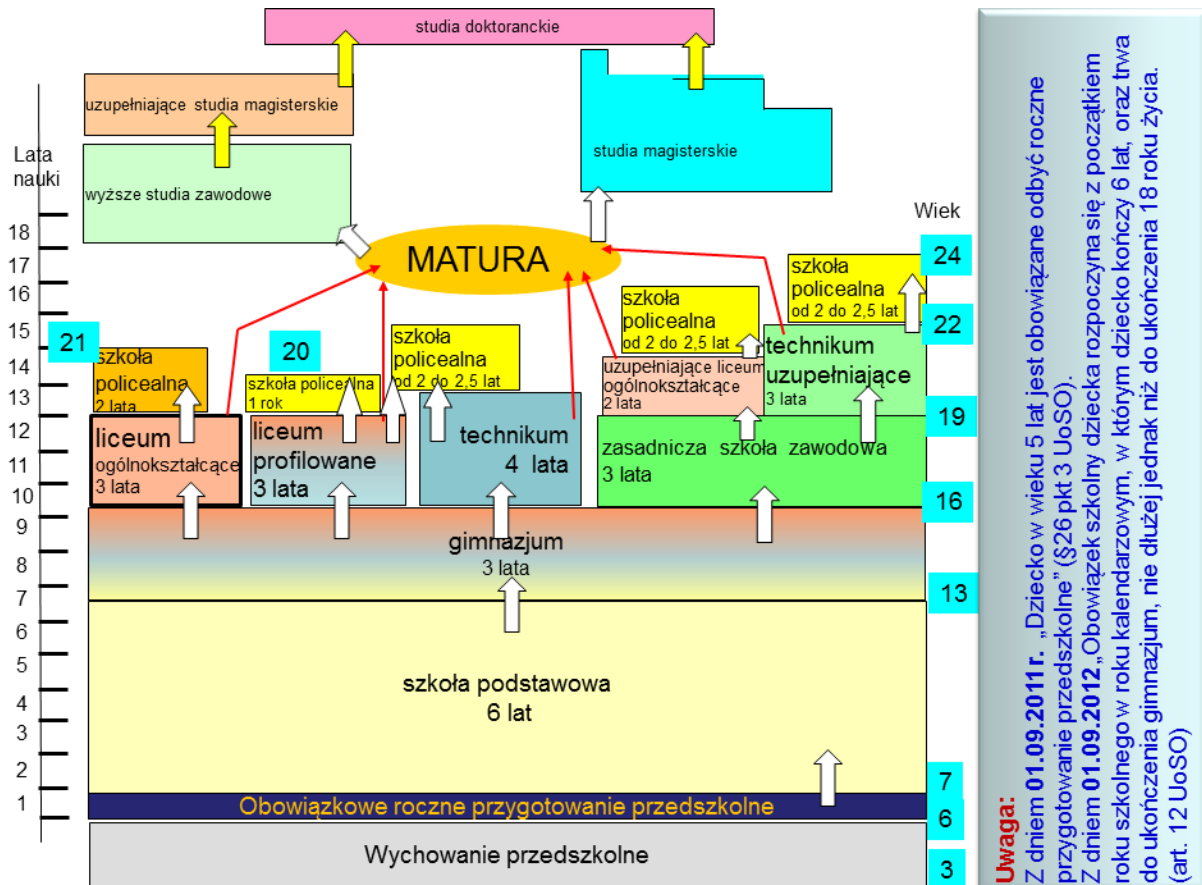 studia doktoranckie
uzupełniające studia magisterskie
wyższe studia zawodowe
studia magisterskie
Lata
nauki
18
17
16
15
14
13
12
11
10
9
8
7
6
5
4
3
2
1
Wiek
24
22
19
16
13
7
6
3
21
20
MATURA
szkoła
policealna
2 lata
szkoła policealna
1 rok
szkoła
policealna
od 2 do 2,5 lat
szkoła
policealna
od 2 do 2,5 lat
szkoła
policealna
od 2 do 2,5 lat
uzupełniające liceum
ogólnokształcące
2 lata
technikum
uzupełniające
3 lata
liceum
ogólnokształcące
3 lata
liceum
profilowane
3 lata
technikum
4 lata
zasadnicza szkoła zawodowa
3 lata
gimnazjum
3 lata
szkoła podstawowa
6 lat
Obowiązkowe roczne przygotowanie przedszkolne
Wychowanie przedszkolne
Uwaga:
Z dniem 01.09.2011 r. „Dziecko w wieku 5 lat jest obowiązane odbyć roczne
przygotowanie przedszkolne” (§26 pkt 3 UoSO).
Z dniem 01.09.2012 „Obowiązek szkolny dziecka rozpoczyna się z początkiem
roku szkolnego w roku kalendarzowym, w którym dziecko kończy 6 lat, oraz trwa
do ukończenia gimnazjum, nie dłużej jednak niż do ukończenia 18 roku życia.
(art. 12 UoSO)